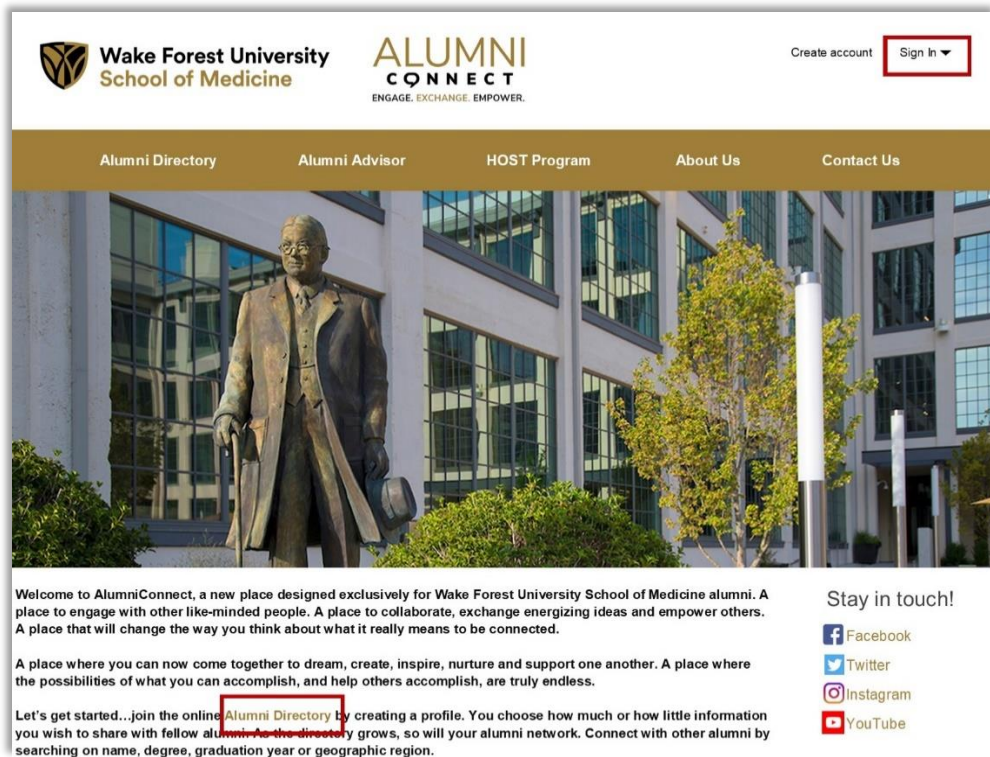 Wake Forest University
School of Medicine
ALUMNI
CONNECT
ENGAGE. EXCHANGE. EMPOWER.
Create account
Sign In
Alumni Directory
Alumni Advisor
HOST Program
About Us
Contact Us
Welcome to AlumniConnect, a new place designed exclusively for Wake Forest University School of Medicine alumni. A
place to engage with other like-minded people. A place to collaborate, exchange energizing ideas and empower others.
A place that will change the way you think about what it really means to be connected.
A place where you can now come together to dream, create, inspire, nurture and support one another. A place where
the possibilities of what you can accomplish, and help others accomplish, are truly endless.
Let's get started...join the online Alumni Directory by creating a profile. You choose how much or how little information
you wish to share with fellow alumni. As the directory grows, so will your alumni network. Connect with other alumni by
searching on name, degree, graduation year or geographic region.
Stay in touch!
Facebook
Twitter
Instagram
YouTube